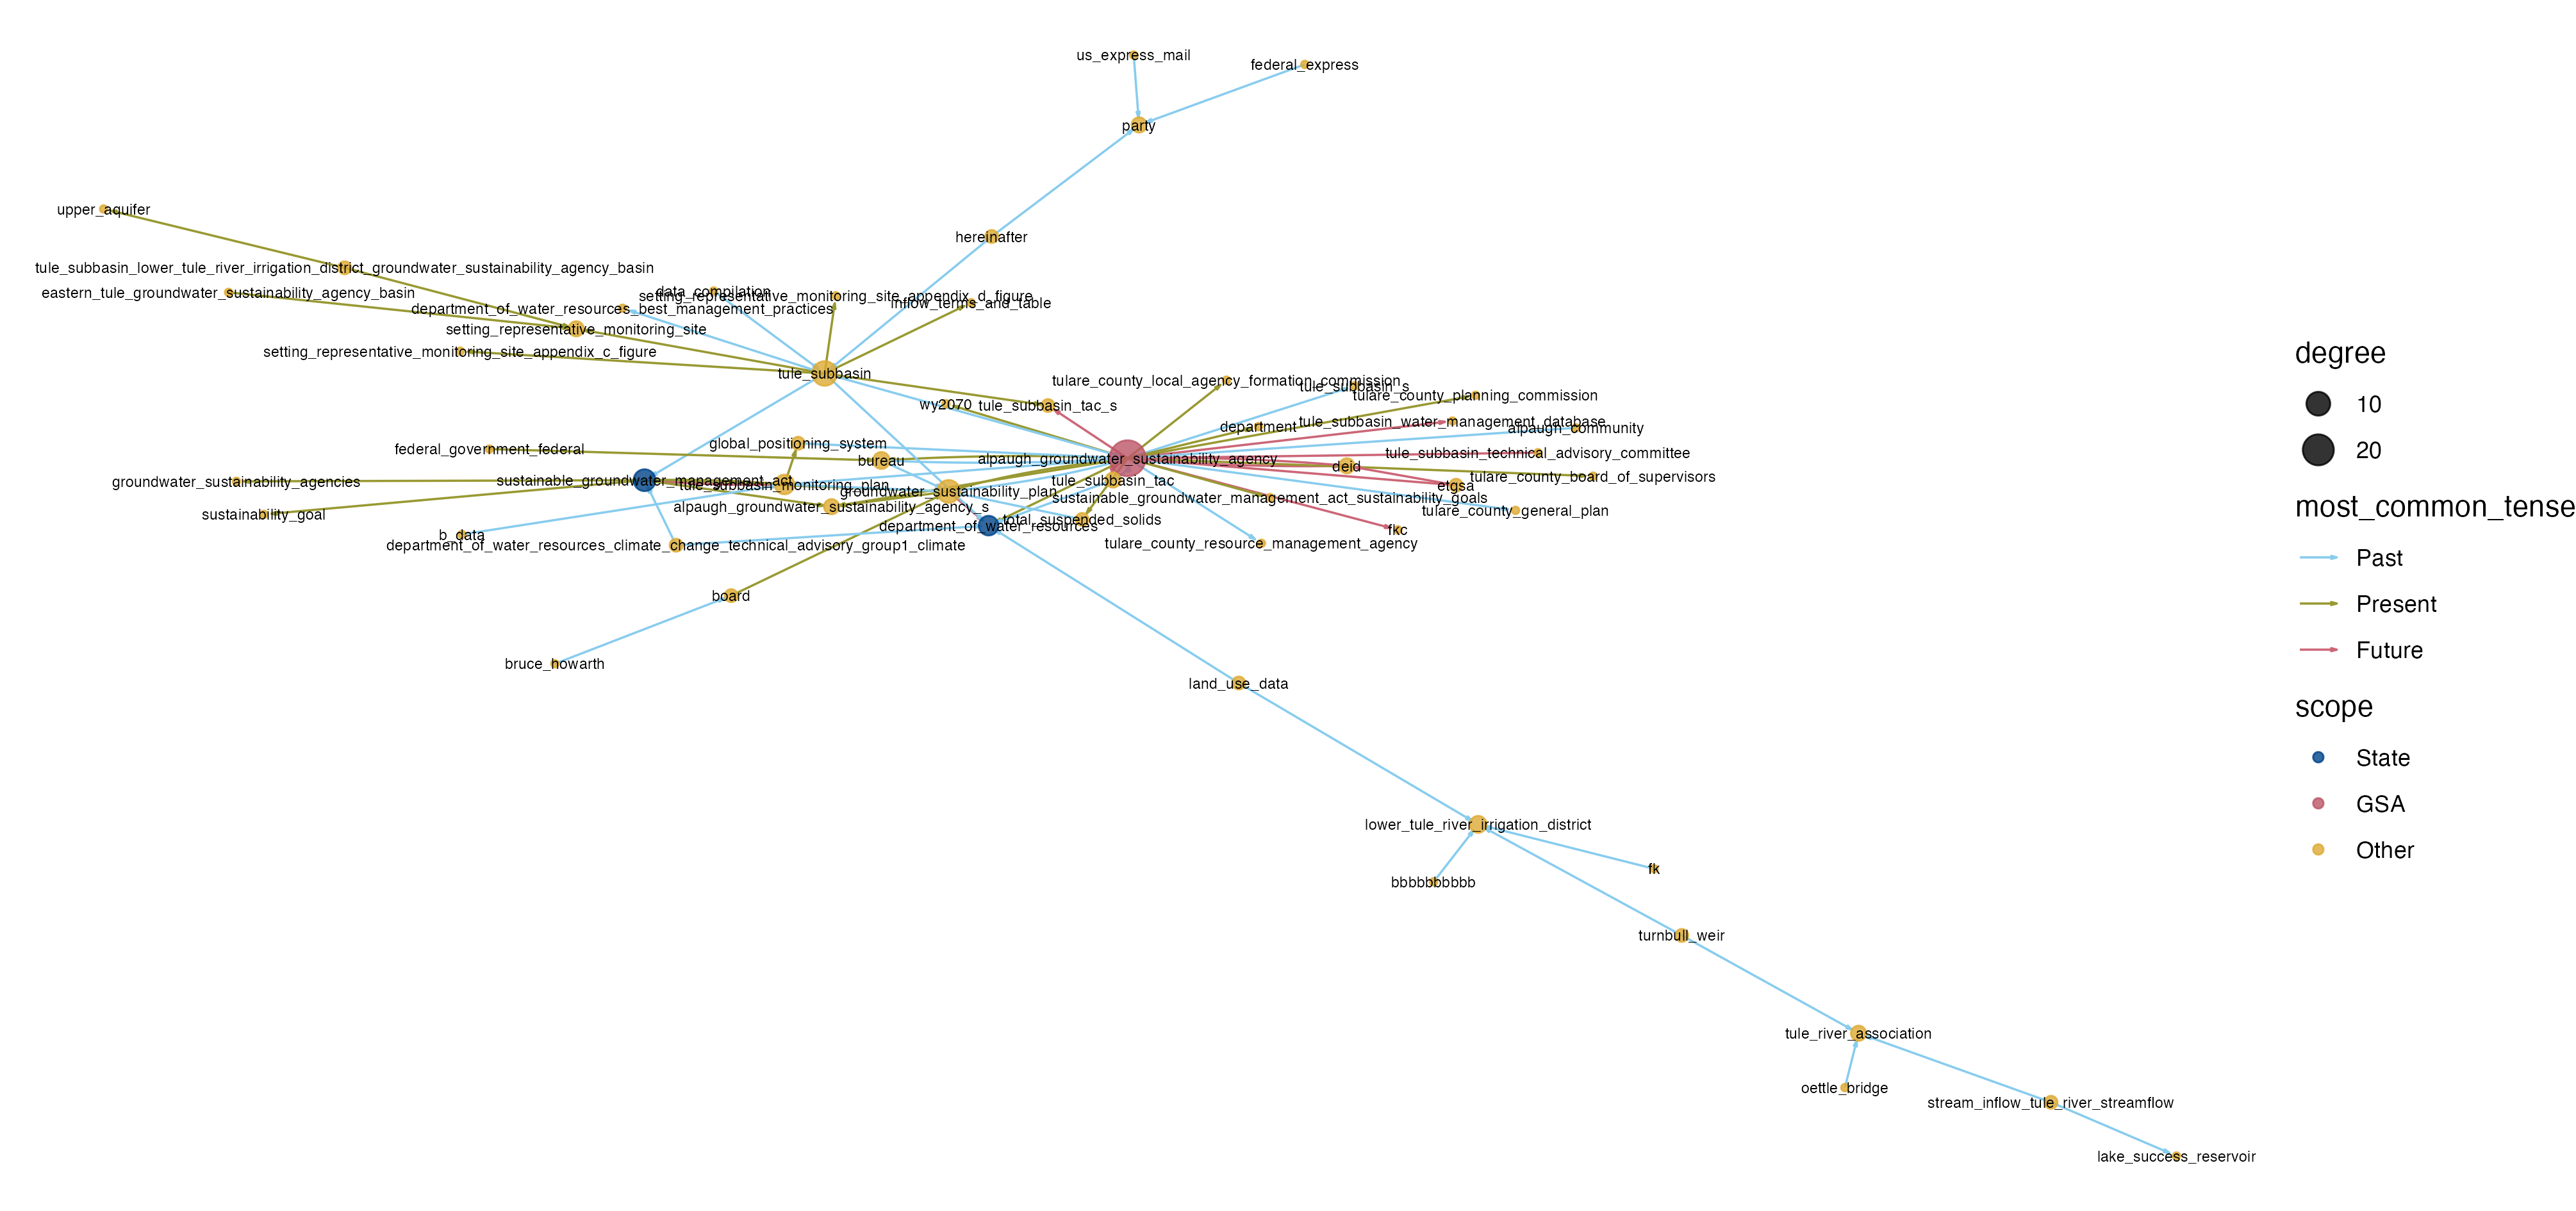 us_express_mail
federal_express
party
upper_aquifer
hereinafter
tule_subbasin_lower_tule_river_irrigation_district_groundwater_sustainability_agency_basin
eastern_tule_groundwater_sustainability_agency_basin
data_compilation
setting_representative_monitoring_site_appendix_d_figure
inflow_terms_and_table
department_of_water_resources_best_management_practices
setting_representative_monitoring_site
setting_representative_monitoring_site_appendix_c_figure
tule_subbasin
tulare_county_local_agency_formation_commission
tule_subbasin_s
tulare_county_planning_commission
wy2070
tule_subbasin_tac_s
department
tule_subbasin_water_management_database
alpaugh_community
global_positioning_system
federal_government_federal
bureau
alpaugh_groundwater_sustainability_agency
tule_subbasin_technical_advisory_committee
deid
tulare_county_board_of_supervisors
groundwater_sustainability_agencies
sustainable_groundwater_management_act
tule_subbasin_monitoring_plan
tule_subbasin_tac
etgsa
groundwater_sustainability_plan
sustainable_groundwater_management_act_sustainability_goals
alpaugh_groundwater_sustainability_agency_s
tulare_county_general_plan
sustainability_goal
total_suspended_solids
department_of_water_resources
fkc
b_data
department_of_water_resources_climate_change_technical_advisory_group1_climate
tulare_county_resource_management_agency
board
bruce_howarth
land_use_data
lower_tule_river_irrigation_district
fk
bbbbbbbbbb
turnbull_weir
tule_river_association
oettle_bridge
stream_inflow_tule_river_streamflow
lake_success_reservoir
degree
10
20
most_common_tense
Past
Present
Future
scope
State
GSA
Other